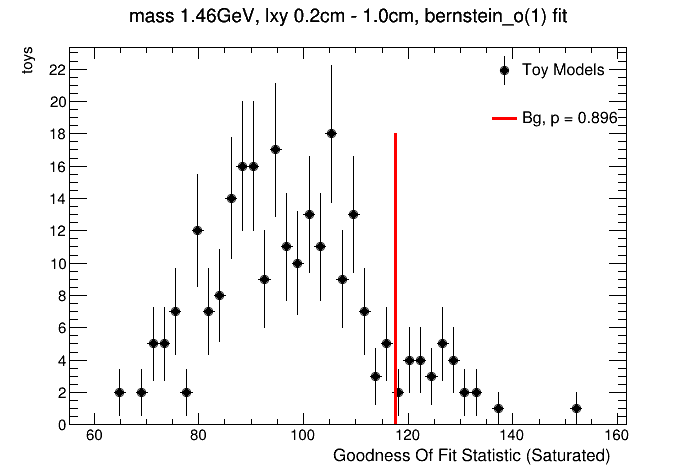 mass 1.46GeV, lxy 0.2cm - 1.0cm, bernstein_o(1) fit
toys
22
20
18
16
14
12
10
8
6
4
2
0
Toy Models
Bg, p = 0.896
60 80 100 120 140 160
Goodness Of Fit Statistic (Saturated)